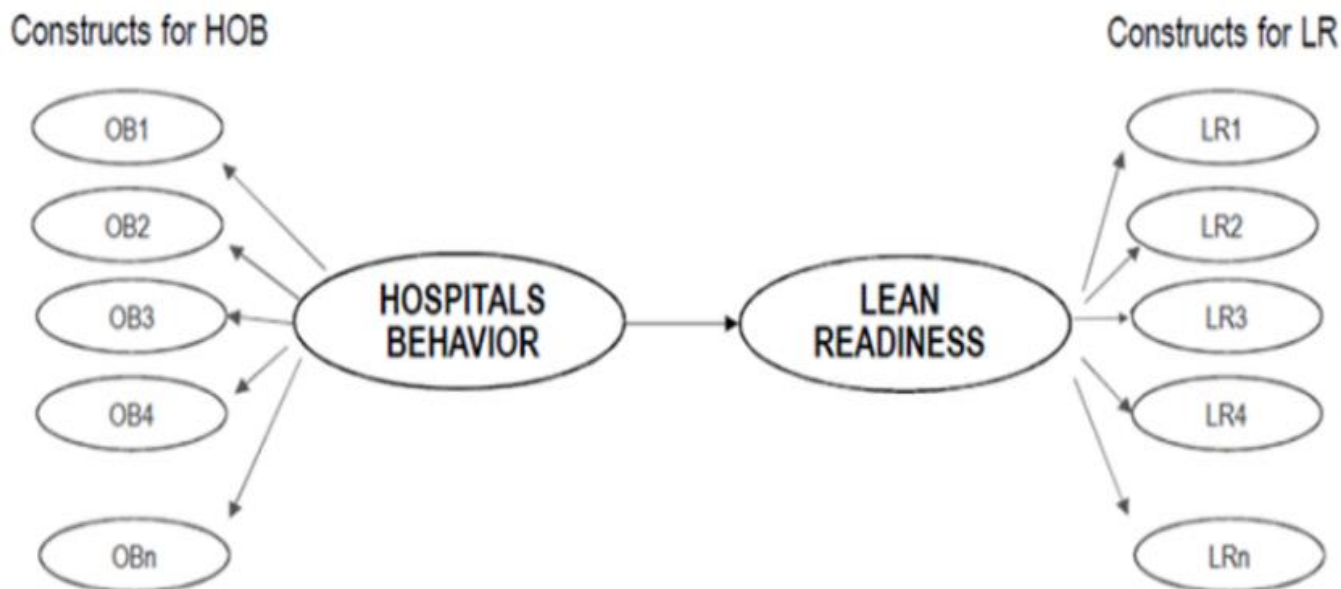 Constructs for HOB
Constructs for LR
OB1
OB2
OB3
OB4
OBn
HOSPITALS
BEHAVIOR
LEAN
READINESS
LR1
LR2
LR3
LR4
LRn